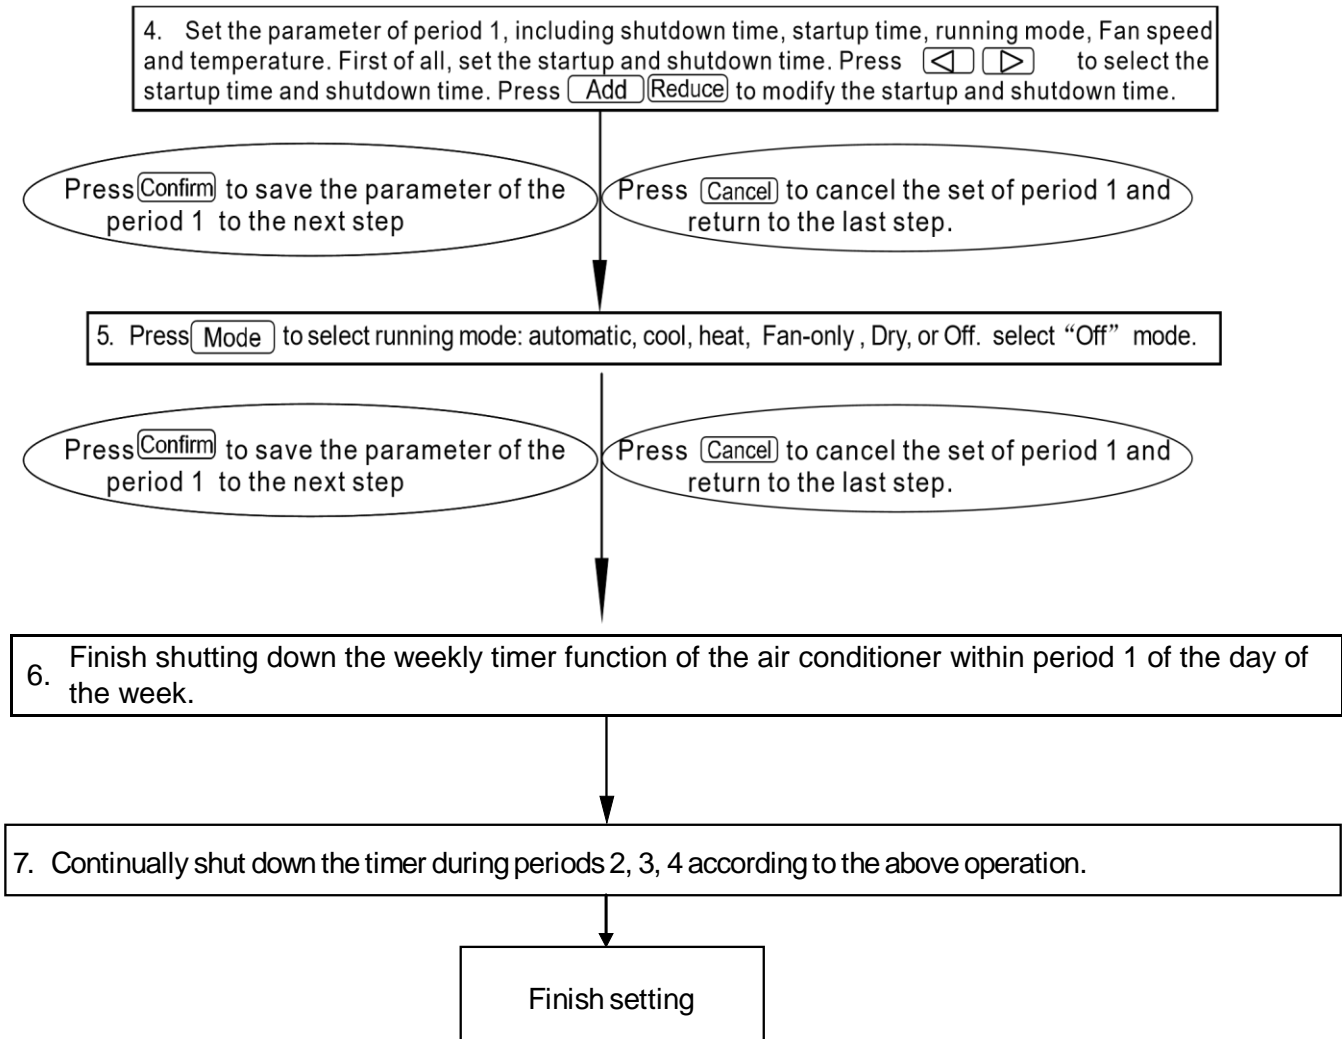 4. Set the parameter of period 1, including shutdown time, startup time, running mode, Fan speed
and temperature. First of all, set the startup and shutdown time. Press ◁ ▷ to select the
startup time and shutdown time. Press Add Reduce to modify the startup and shutdown time.
Press Confirm to save the parameter of the
period 1 to the next step
Press Cancel to cancel the set of period 1 and
return to the last step.
5. Press Mode to select running mode: automatic, cool, heat, Fan-only , Dry, or Off. select “Off” mode.
Press Confirm to save the parameter of the
period 1 to the next step
Press Cancel to cancel the set of period 1 and
return to the last step.
6. Finish shutting down the weekly timer function of the air conditioner within period 1 of the day of
the week.
7. Continually shut down the timer during periods 2, 3, 4 according to the above operation.
Finish setting